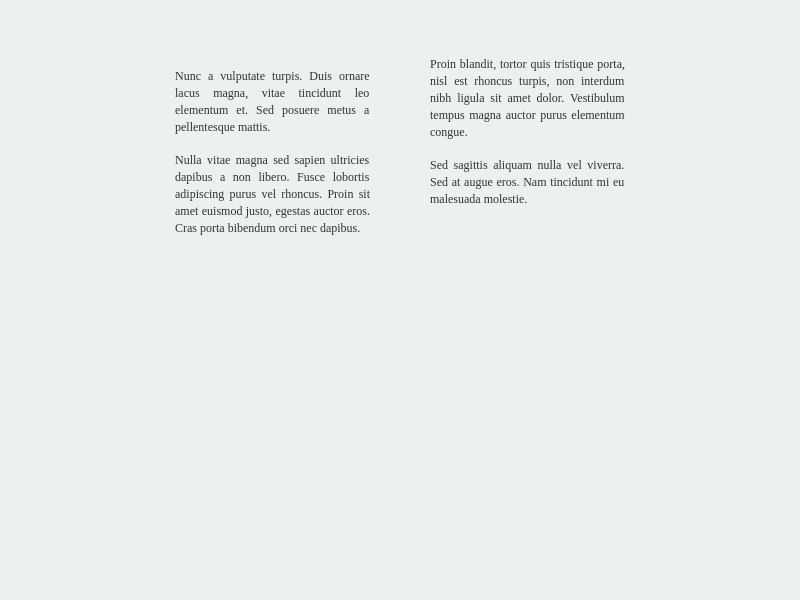 Nunc a vulputate turpis. Duis ornare
lacus magna, vitae tincidunt leo
elementum et. Sed posuere metus a
pellentesque mattis.
Nulla vitae magna sed sapien ultricies
dapibus a non libero. Fusce lobortis
adipiscing purus vel rhoncus. Proin sit
amet euismod justo, egestas auctor eros.
Cras porta bibendum orci nec dapibus.
Proin blandit, tortor quis tristique porta,
nisl est rhoncus turpis, non interdum
nibh ligula sit amet dolor. Vestibulum
tempus magna auctor purus elementum
congue.
Sed sagittis aliquam nulla vel viverra.
Sed at augue eros. Nam tincidunt mi eu
malesuada molestie.